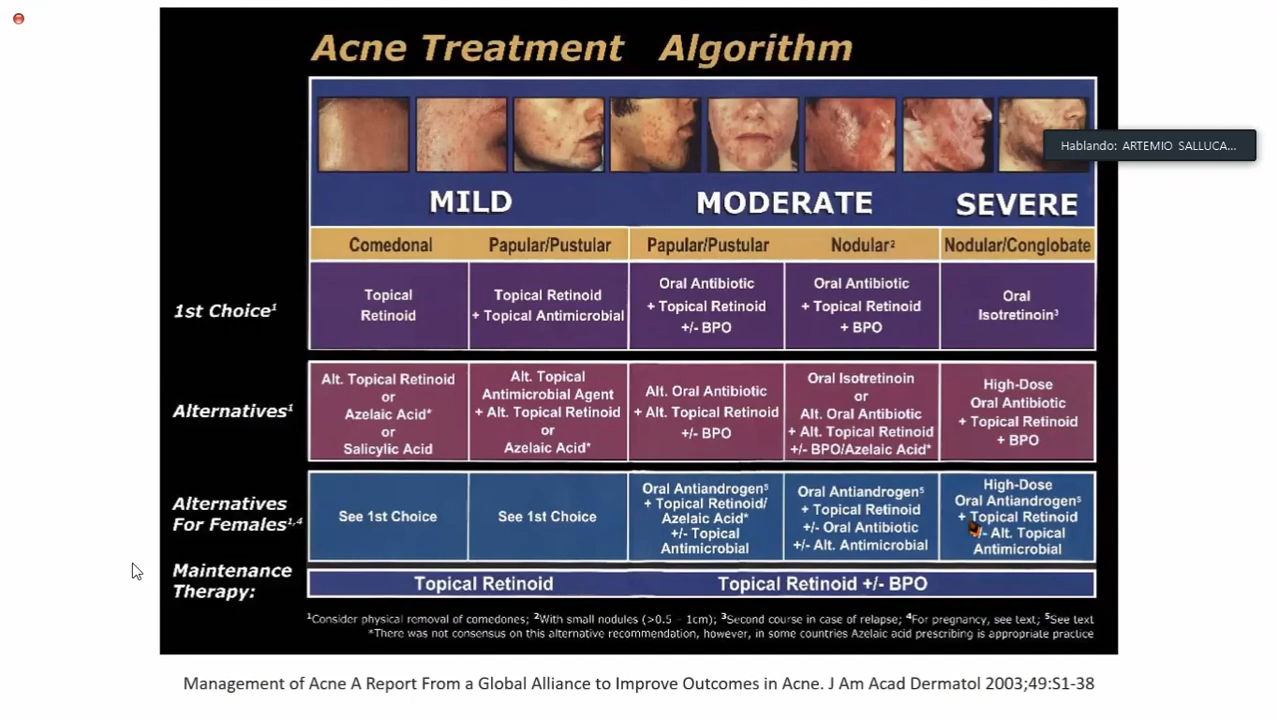 Acne Treatment Algorithm
Hablando: ARTEMIO SALLUCA...
MILD
MODERATE
SEVERE
Comedonal
Papular/Pustular
Papular/Pustular
Nodular²
Nodular/Conglobate
1st Choice¹
Topical
Retinoid
Topical Retinoid
+ Topical Antimicrobial
Oral Antibiotic
+ Topical Retinoid
+/- BPO
Oral Antibiotic
+ Topical Retinoid
+ BPO
Oral
Isotretinoin³
Alternatives¹
Alt. Topical Retinoid
or
Azelaic Acid*
or
Salicylic Acid
Alt. Topical
Antimicrobial Agent
+ Alt. Topical Retinoid
or
Azelaic Acid*
Alt. Oral Antibiotic
+ Alt. Topical Retinoid
+/- BPO
Oral Isotretinoin
or
Alt. Oral Antibiotic
+ Alt. Topical Retinoid
+/- BPO/Azelaic Acid*
High-Dose
Oral Antibiotic
+ Topical Retinoid
+ BPO
Alternatives
For Females¹,⁴
See 1st Choice
See 1st Choice
Oral Antiandrogen⁵
+ Topical Retinoid/
Azelaic Acid*
+/- Topical
Antimicrobial
Oral Antiandrogen⁵
+ Topical Retinoid
+/- Oral Antibiotic
+/- Alt. Antimicrobial
High-Dose
Oral Antiandrogen⁵
+ Topical Retinoid
+/- Alt. Topical
Antimicrobial
Maintenance
Therapy:
Topical Retinoid
Topical Retinoid +/- BPO
¹Consider physical removal of comedones; ²With small nodules (>0.5 - 1cm); ³Second course in case of relapse; ⁴For pregnancy, see text; ⁵See text
*There was not consensus on this alternative recommendation, however, in some countries Azelaic acid prescribing is appropriate practice
Management of Acne A Report From a Global Alliance to Improve Outcomes in Acne. J Am Acad Dermatol 2003;49:S1-38